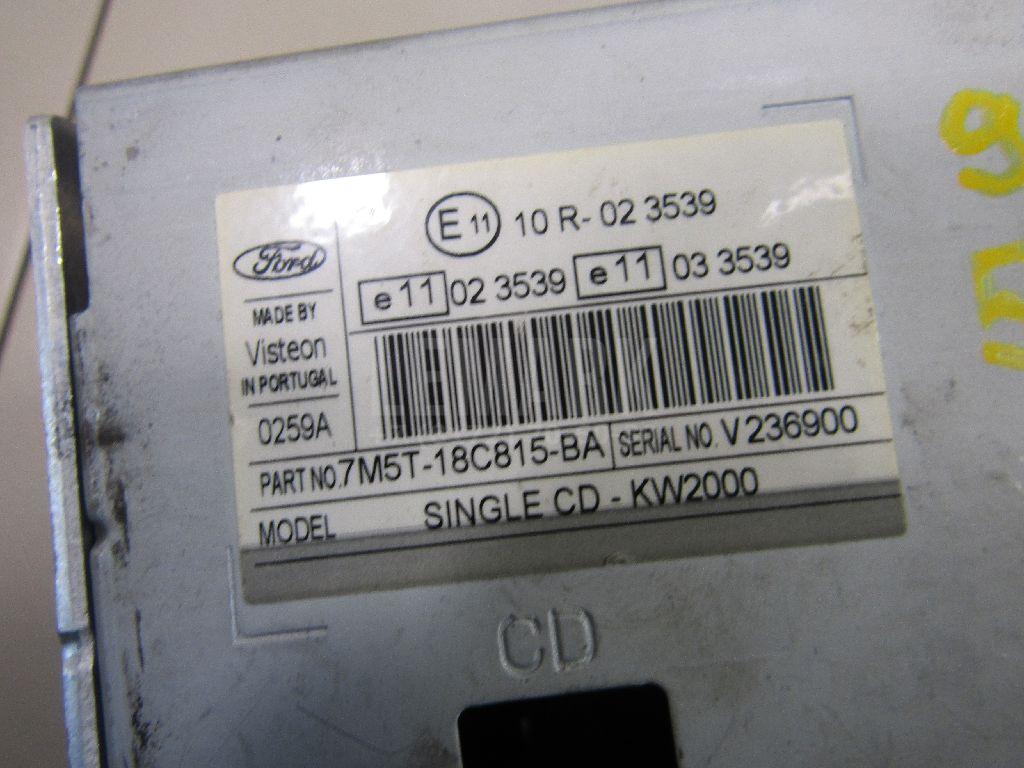 E 11 10 R- 02 3539
e 11 02 3539 e 11 03 3539
Ford
MADE BY
Visteon
IN PORTUGAL
0259A
PART NO. 7M5T-18C815-BA SERIAL NO. V 236900
MODEL SINGLE CD - KW2000
CD